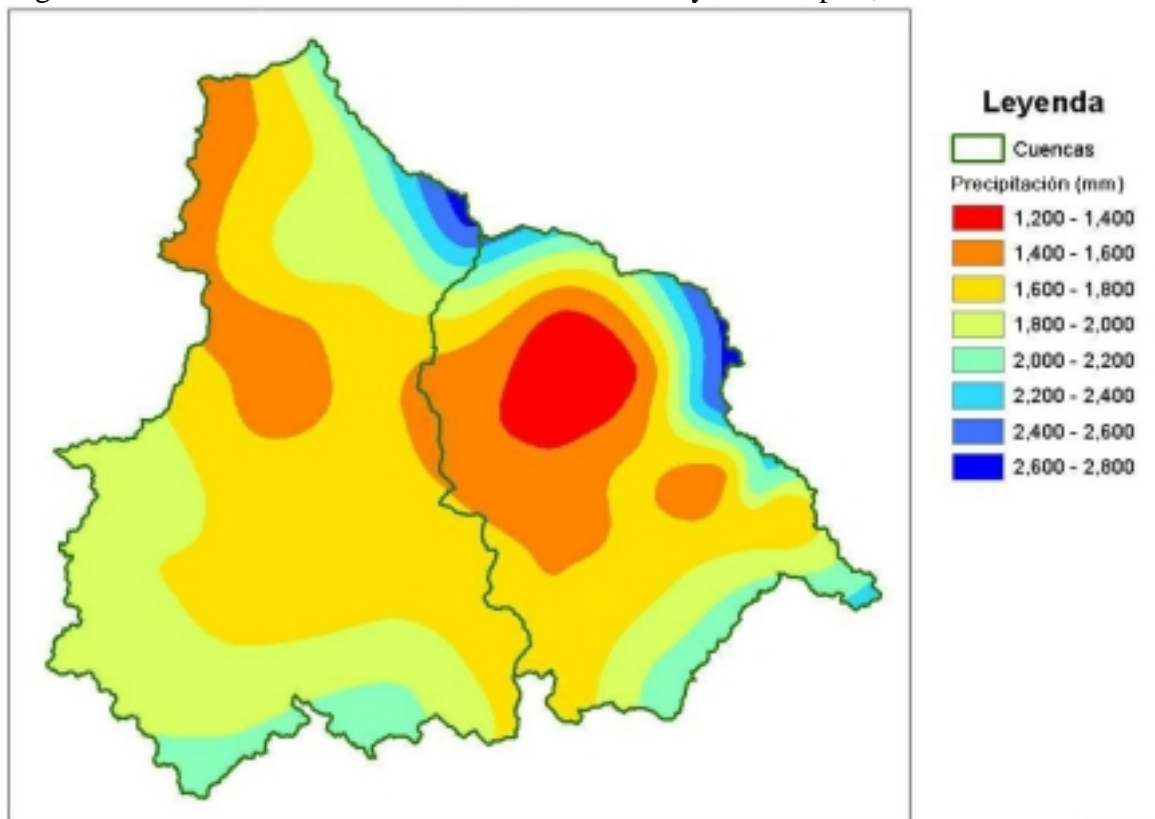 Leyenda
Cuencas
Precipitación (mm)
1,200 - 1,400
1,400 - 1,600
1,600 - 1,800
1,800 - 2,000
2,000 - 2,200
2,200 - 2,400
2,400 - 2,600
2,600 - 2,800